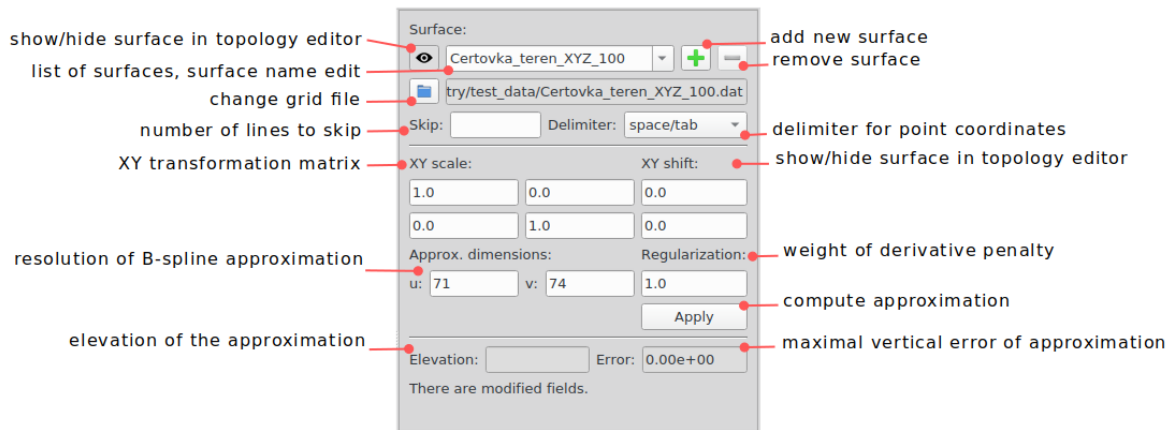 Surface:
show/hide surface in topology editor
add new surface
Certovka_teren_XYZ_100
remove surface
list of surfaces, surface name edit
change grid file
try/test_data/Certovka_teren_XYZ_100.dat
number of lines to skip
Skip:
Delimiter: space/tab
delimiter for point coordinates
XY transformation matrix
XY scale:
XY shift:
show/hide surface in topology editor
1.0 0.0 0.0
0.0 1.0 0.0
resolution of B-spline approximation
Approx. dimensions:
Regularization:
weight of derivative penalty
u: 71 v: 74 1.0
compute approximation
Apply
elevation of the approximation
maximal vertical error of approximation
Elevation:
Error: 0.00e+00
There are modified fields.